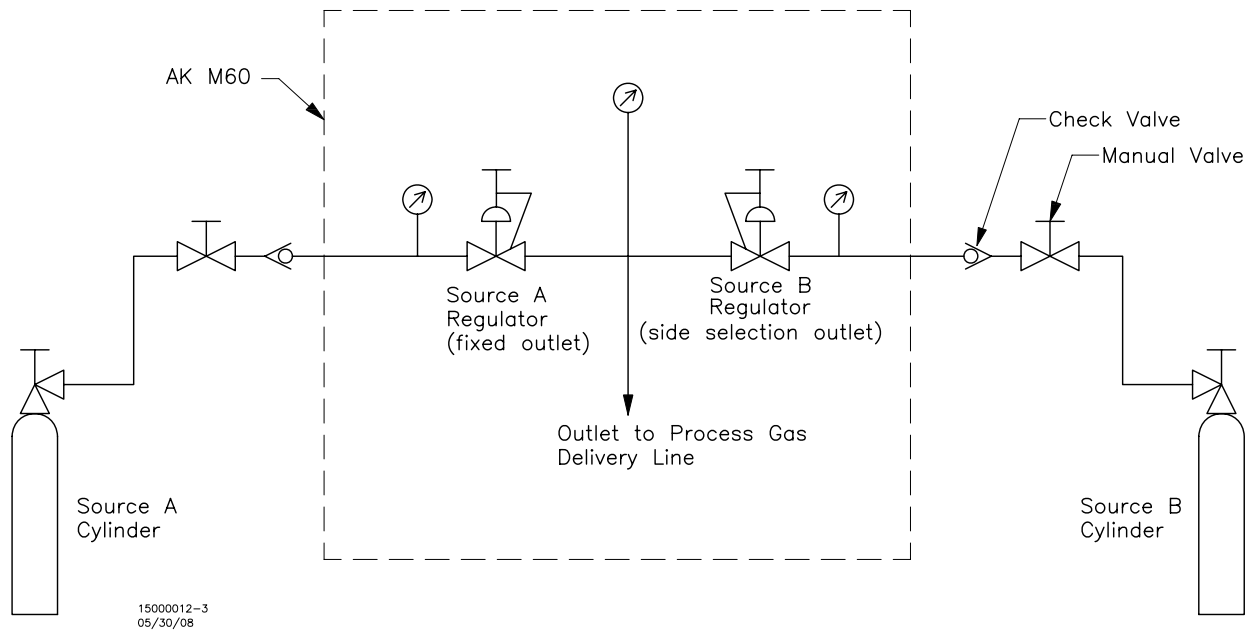 AK M60
Check Valve
Manual Valve
Source A
Regulator
(fixed outlet)
Source B
Regulator
(side selection outlet)
Outlet to Process Gas
Delivery Line
Source A
Cylinder
Source B
Cylinder
15000012-3
05/30/08